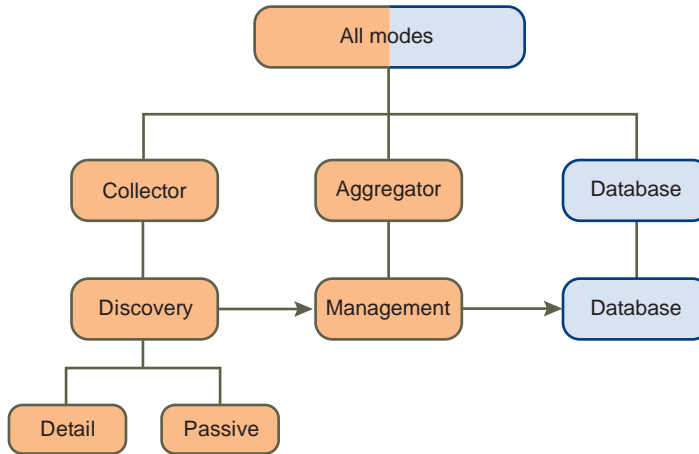 All modes
Collector
Aggregator
Database
Discovery
Management
Database
Detail
Passive